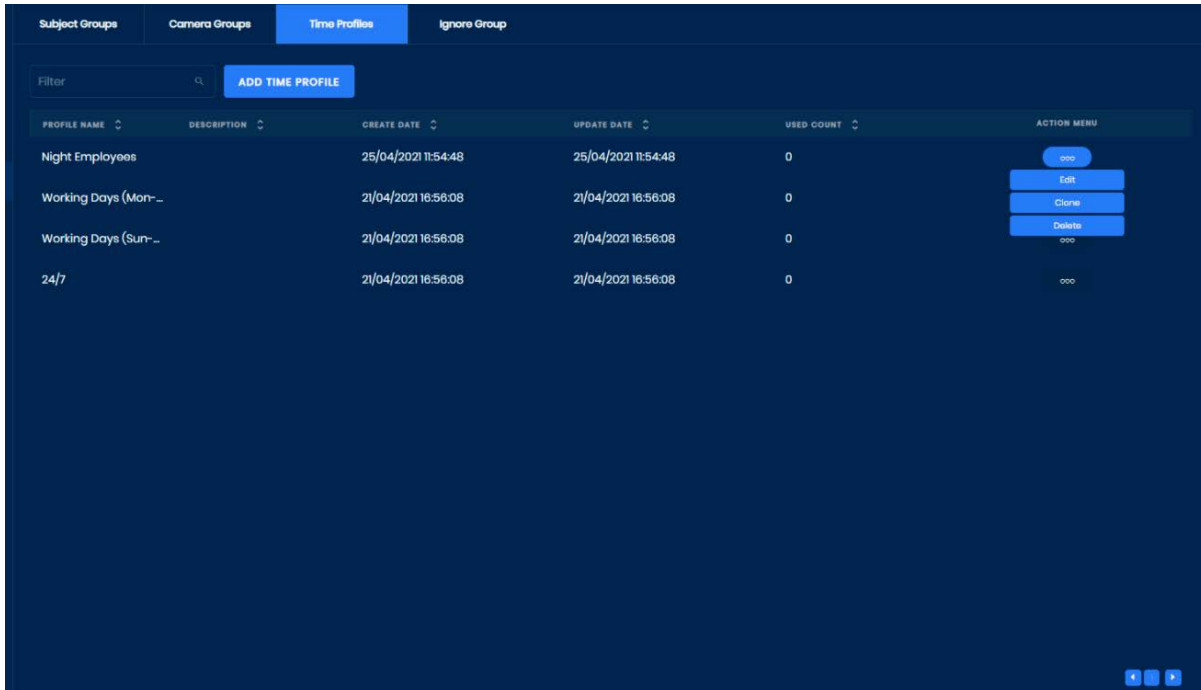 Subject Groups Camera Groups Time Profiles Ignore Group
Filter ADD TIME PROFILE
PROFILE NAME DESCRIPTION CREATE DATE UPDATE DATE USED COUNT ACTION MENU
Night Employees 25/04/2021 11:54:48 25/04/2021 11:54:48 0 ooo
Edit
Working Days (Mon-... 21/04/2021 16:56:08 21/04/2021 16:56:08 0 Clone
Delete
Working Days (Sun-... 21/04/2021 16:56:08 21/04/2021 16:56:08 0 ooo
24/7 21/04/2021 16:56:08 21/04/2021 16:56:08 0 ooo